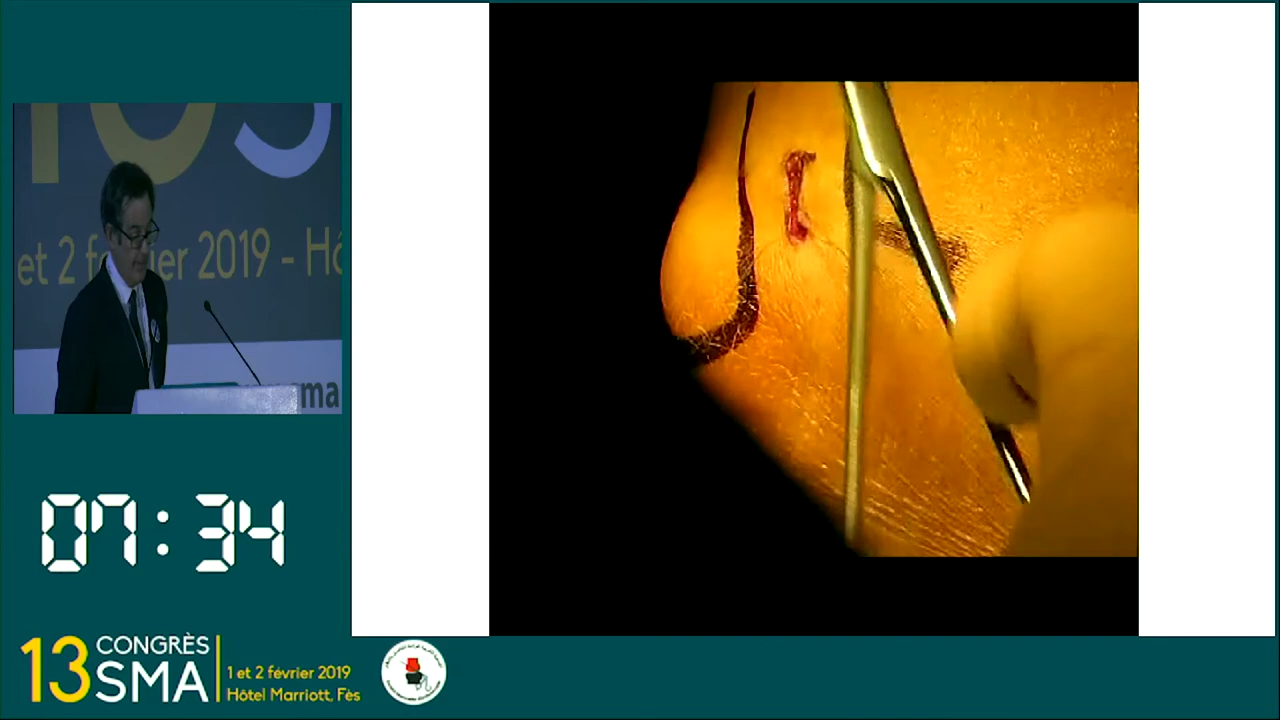 et 2 février 2019 - Hô
ma
07:34
13 CONGRÈS
SMA
1 et 2 février 2019
Hôtel Marriott, Fès